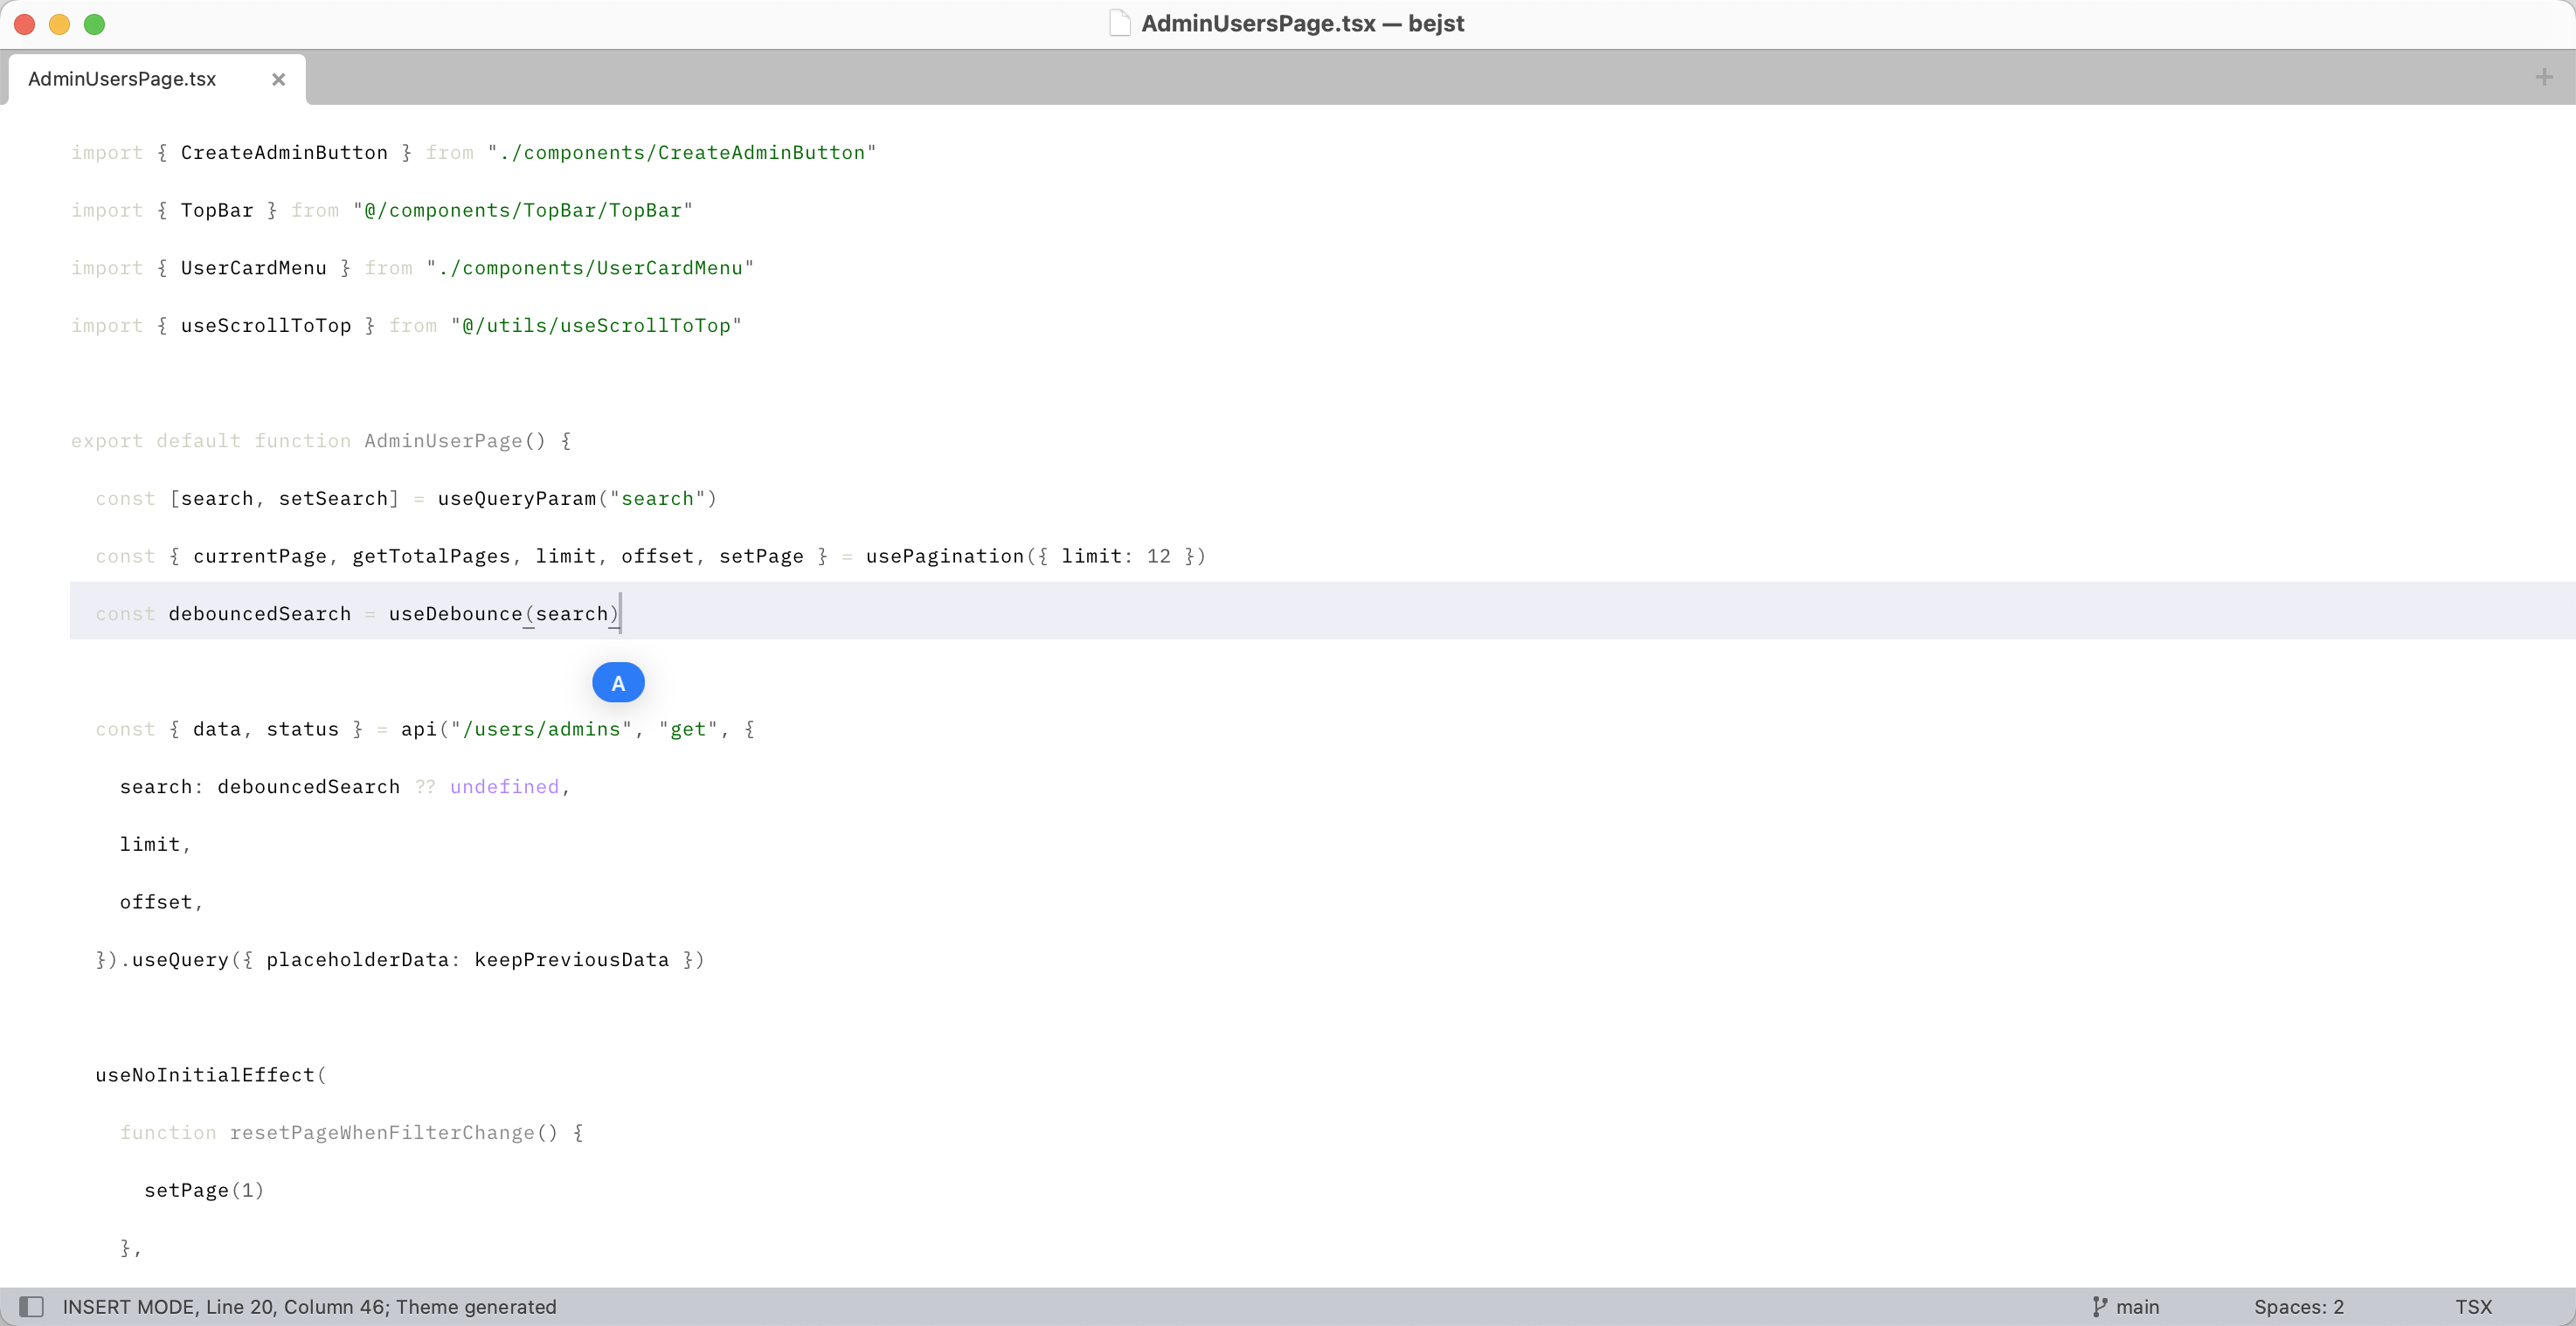 AdminUsersPage.tsx — bejst
AdminUsersPage.tsx
import { CreateAdminButton } from "./components/CreateAdminButton"
import { TopBar } from "@/components/TopBar/TopBar"
import { UserCardMenu } from "./components/UserCardMenu"
import { useScrollToTop } from "@/utils/useScrollToTop"
export default function AdminUserPage() {
const [search, setSearch] = useQueryParam("search")
const { currentPage, getTotalPages, limit, offset, setPage } = usePagination({ limit: 12 })
const debouncedSearch = useDebounce(search)
A
const { data, status } = api("/users/admins", "get", {
search: debouncedSearch ?? undefined,
limit,
offset,
}).useQuery({ placeholderData: keepPreviousData })
useNoInitialEffect(
function resetPageWhenFilterChange() {
setPage(1)
},
INSERT MODE, Line 20, Column 46; Theme generated
main
Spaces: 2
TSX